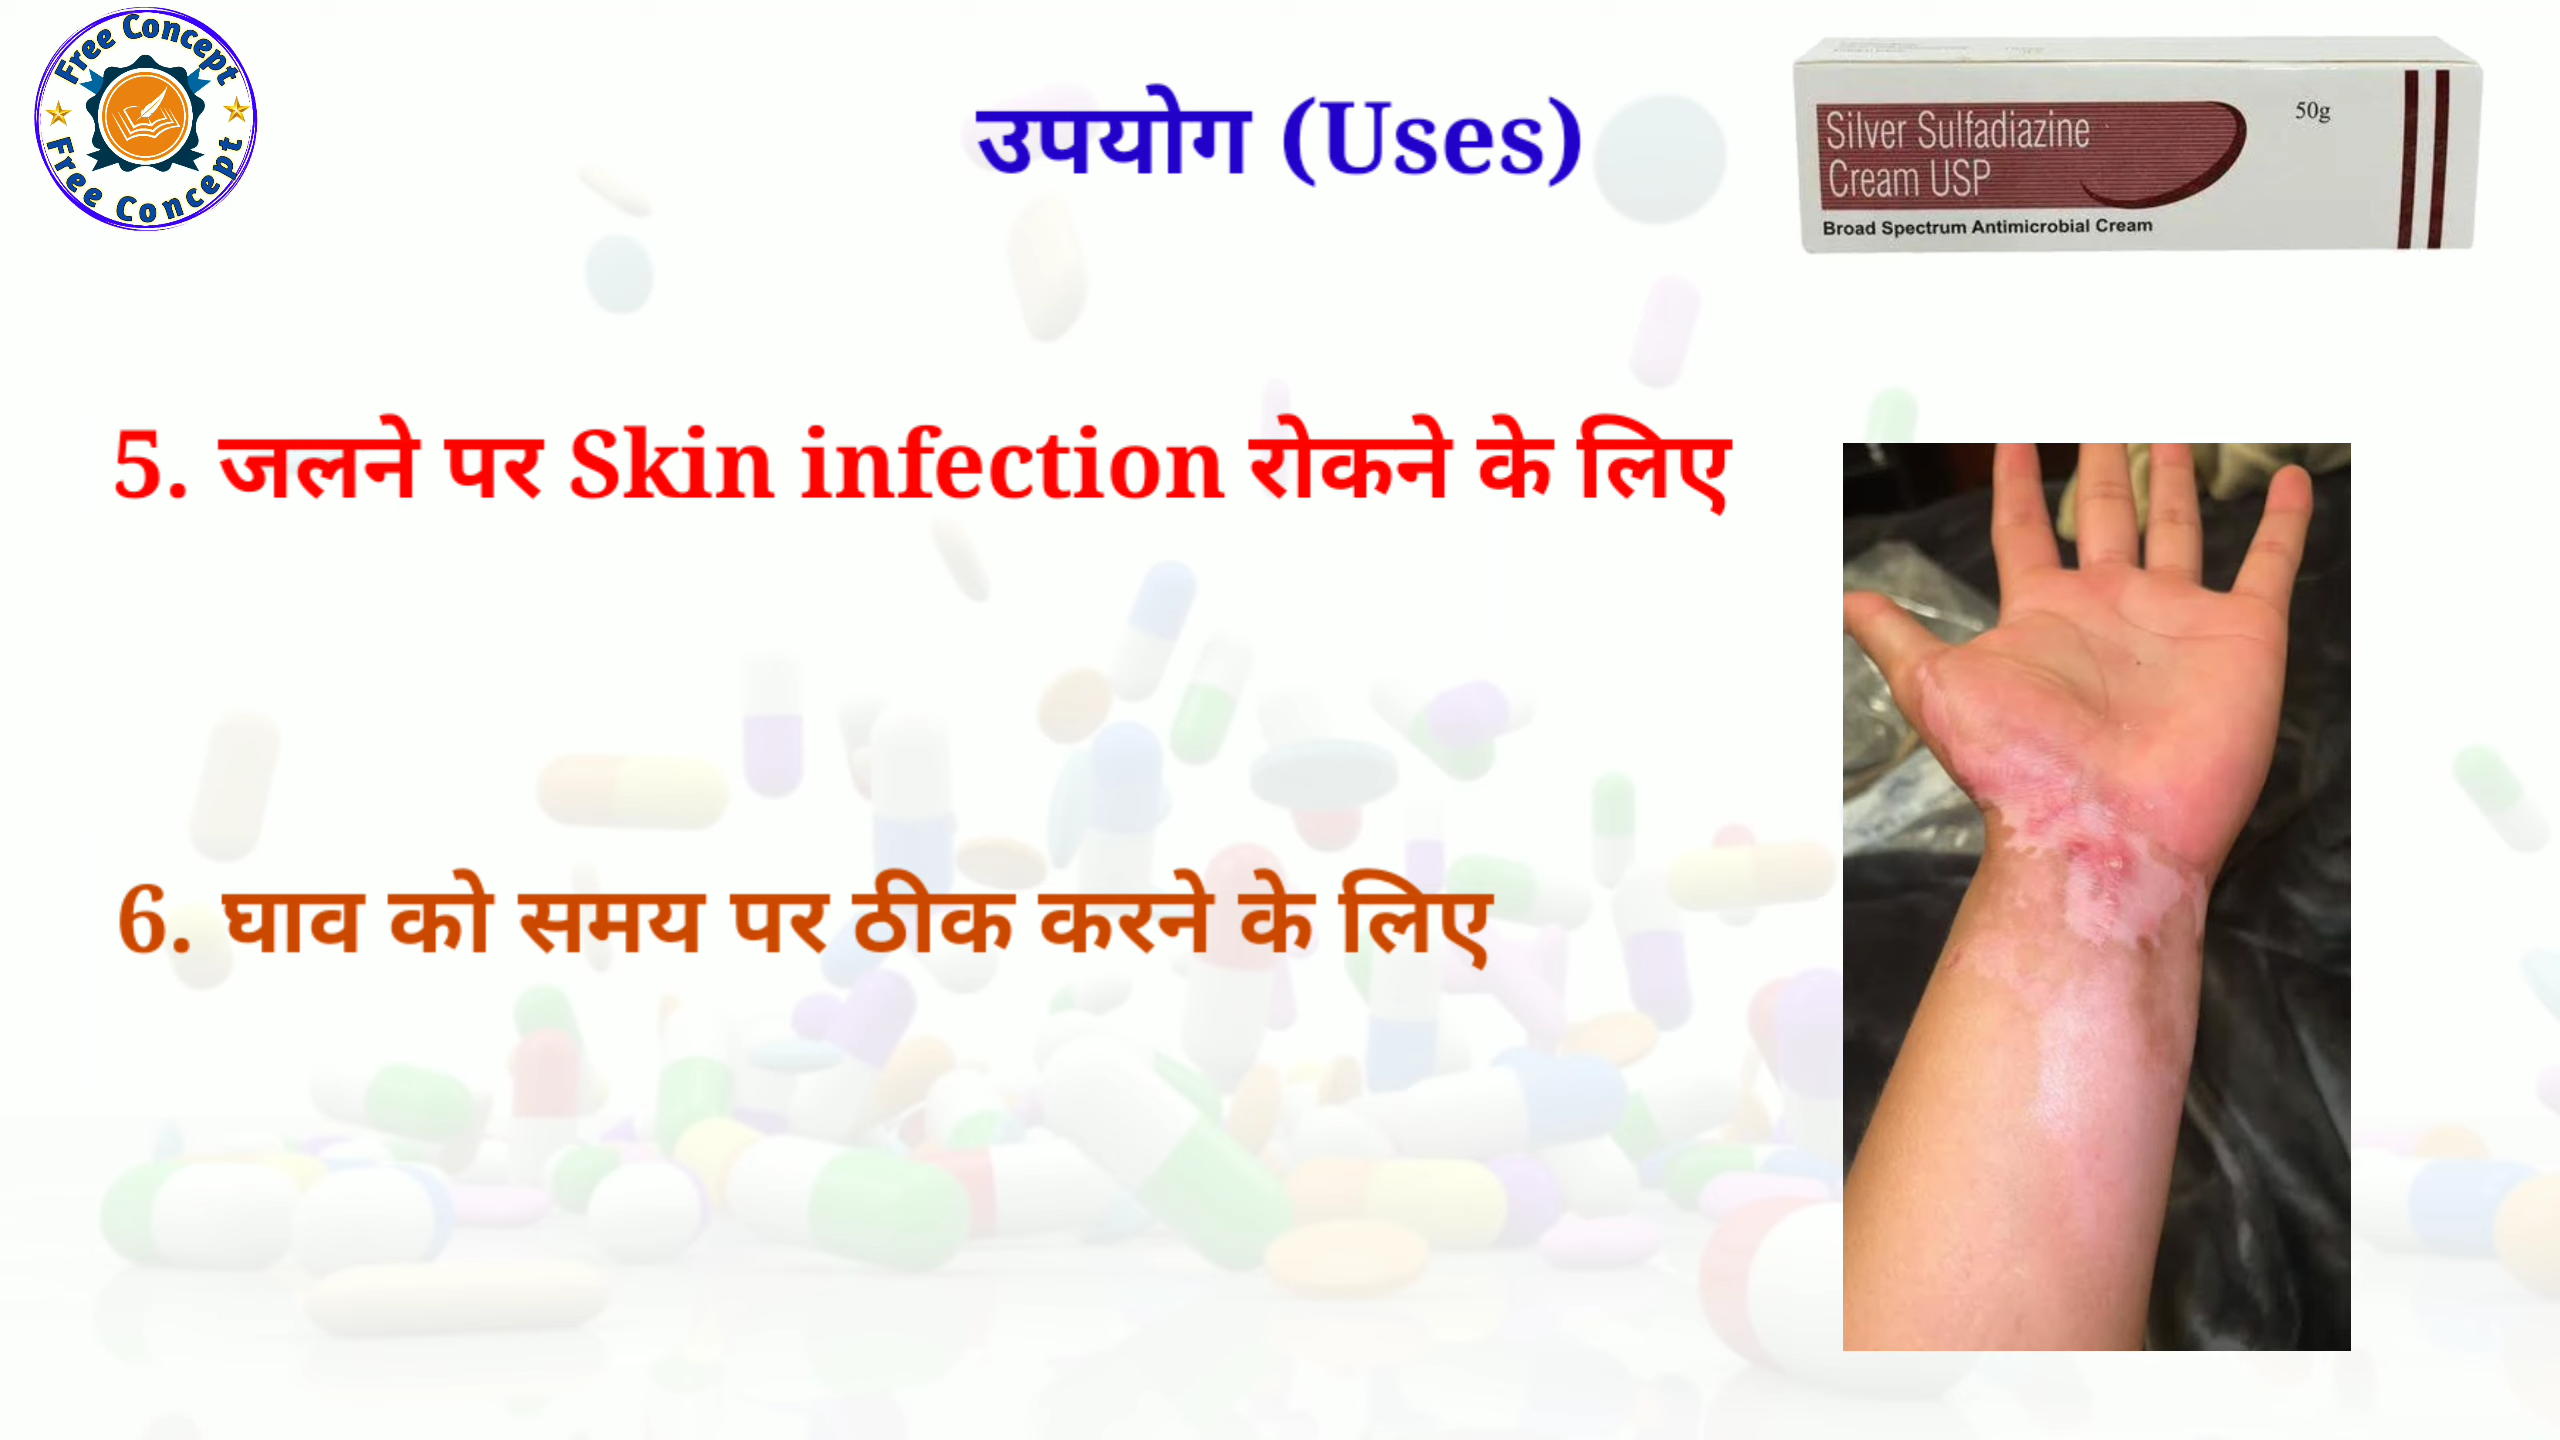 Free Concept
Free Concept
उपयोग (Uses)
Silver Sulfadiazine
Cream USP
50g
Broad Spectrum Antimicrobial Cream
5. जलने पर Skin infection रोकने के लिए
6. घाव को समय पर ठीक करने के लिए